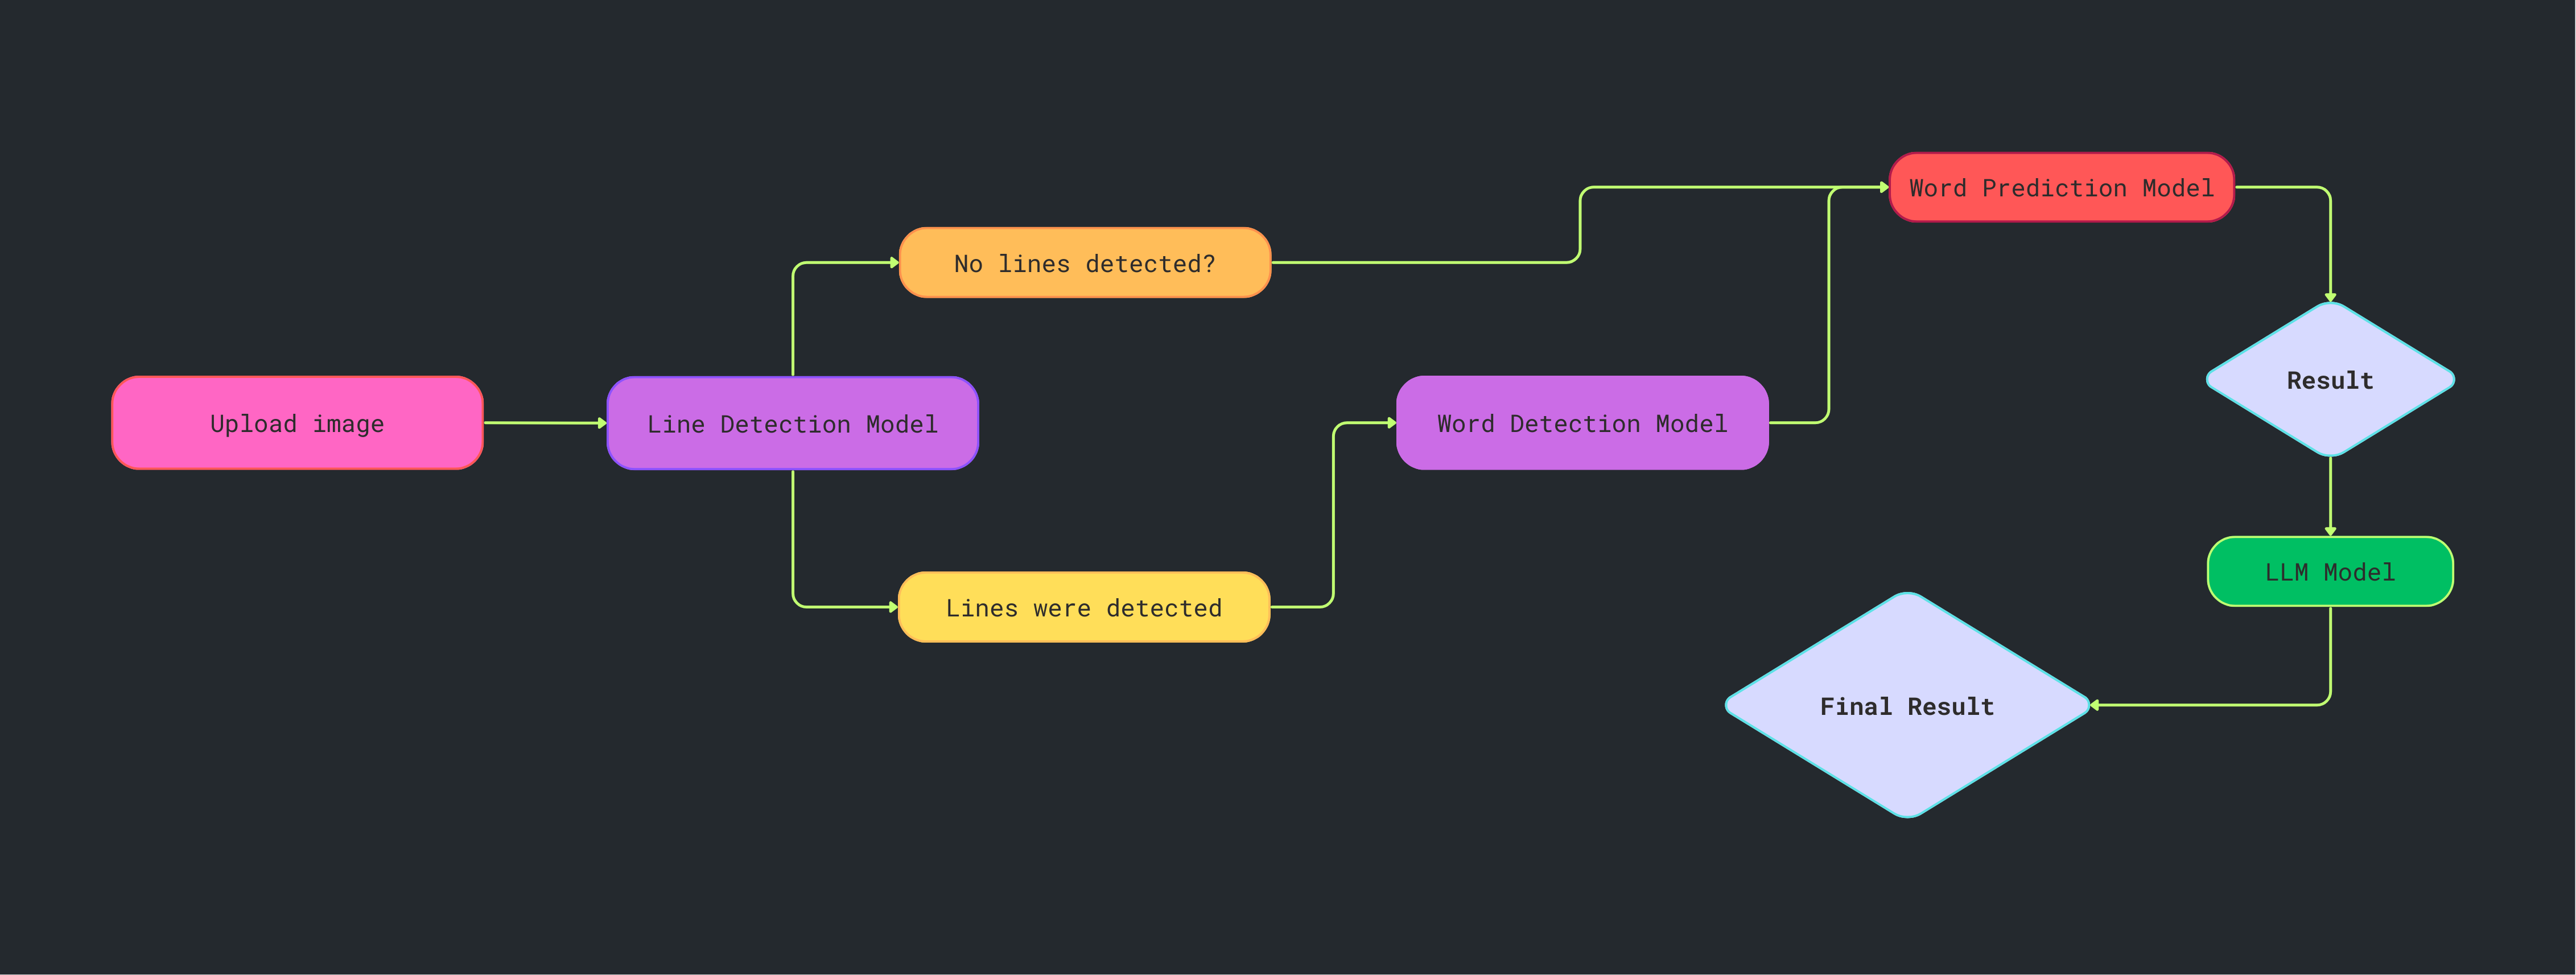 Upload image
Line Detection Model
No lines detected?
Lines were detected
Word Detection Model
Word Prediction Model
Result
LLM Model
Final Result